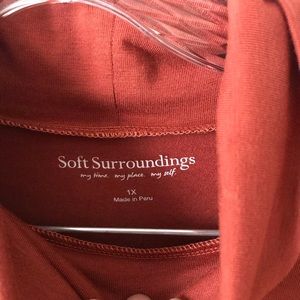 Soft Surroundings
my time. my place. my self.
1X
Made in Peru